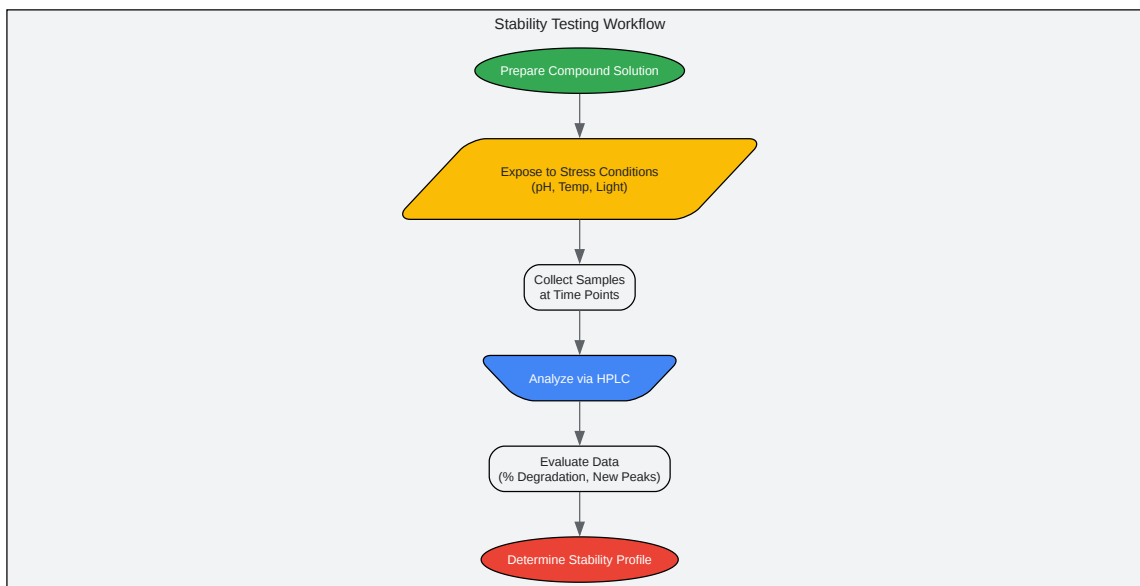 Stability Testing Workflow
Prepare Compound Solution
Expose to Stress Conditions
(pH, Temp, Light)
Collect Samples
at Time Points
Analyze via HPLC
Evaluate Data
(% Degradation, New Peaks)
Determine Stability Profile